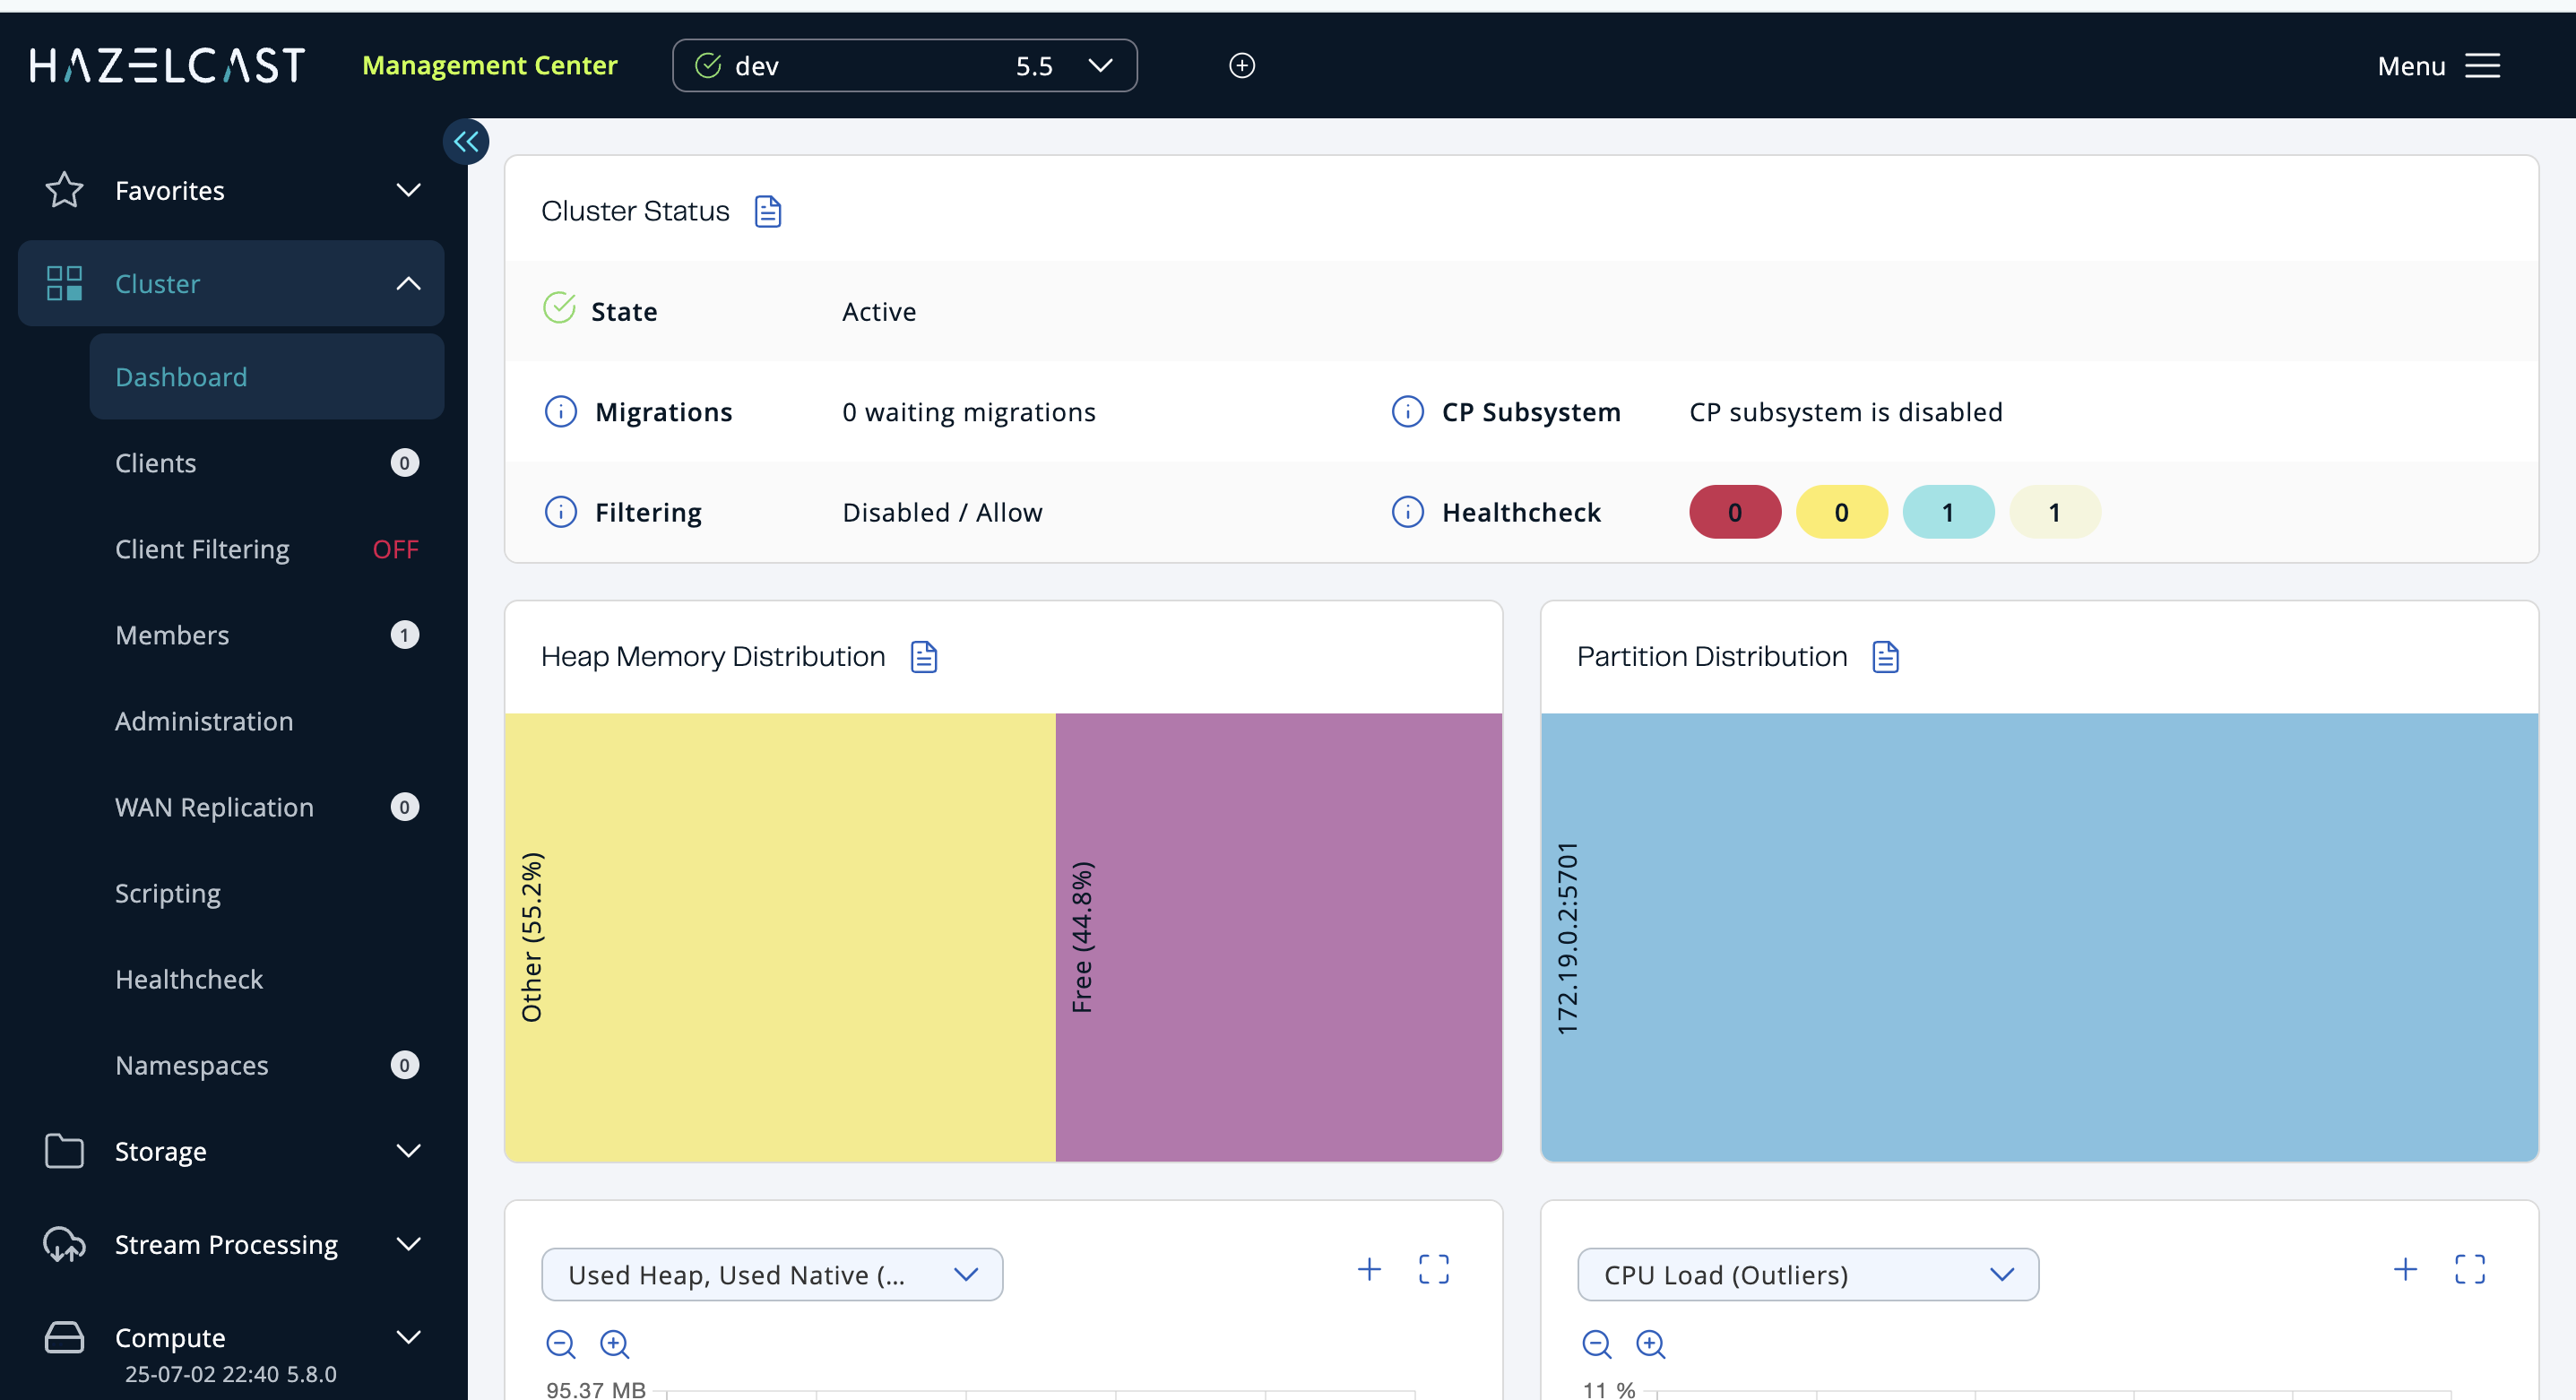 HAZELCAST Management Center dev 5.5 Menu
Favorites
Cluster
Dashboard
Clients 0
Client Filtering OFF
Members 1
Administration
WAN Replication 0
Scripting
Healthcheck
Namespaces 0
Storage
Stream Processing
Compute
25-07-02 22:40 5.8.0
Cluster Status
State Active
Migrations 0 waiting migrations CP Subsystem CP subsystem is disabled
Filtering Disabled / Allow Healthcheck 0 0 1 1
Heap Memory Distribution
Other (55.2%)
Free (44.8%)
Partition Distribution
172.19.0.2:5701
Used Heap, Used Native (...
95.37 MB
CPU Load (Outliers)
11 %